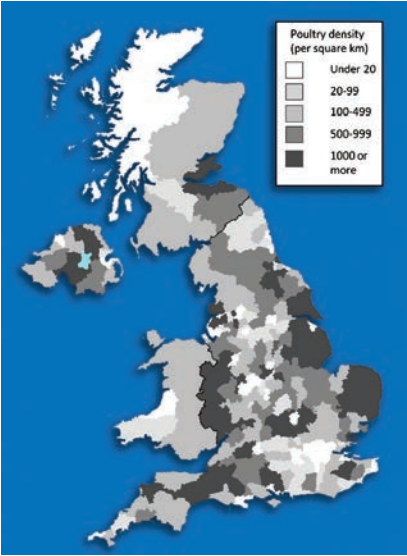 Poultry density
(per square km)
Under 20
20-99
100-499
500-999
1000 or
more